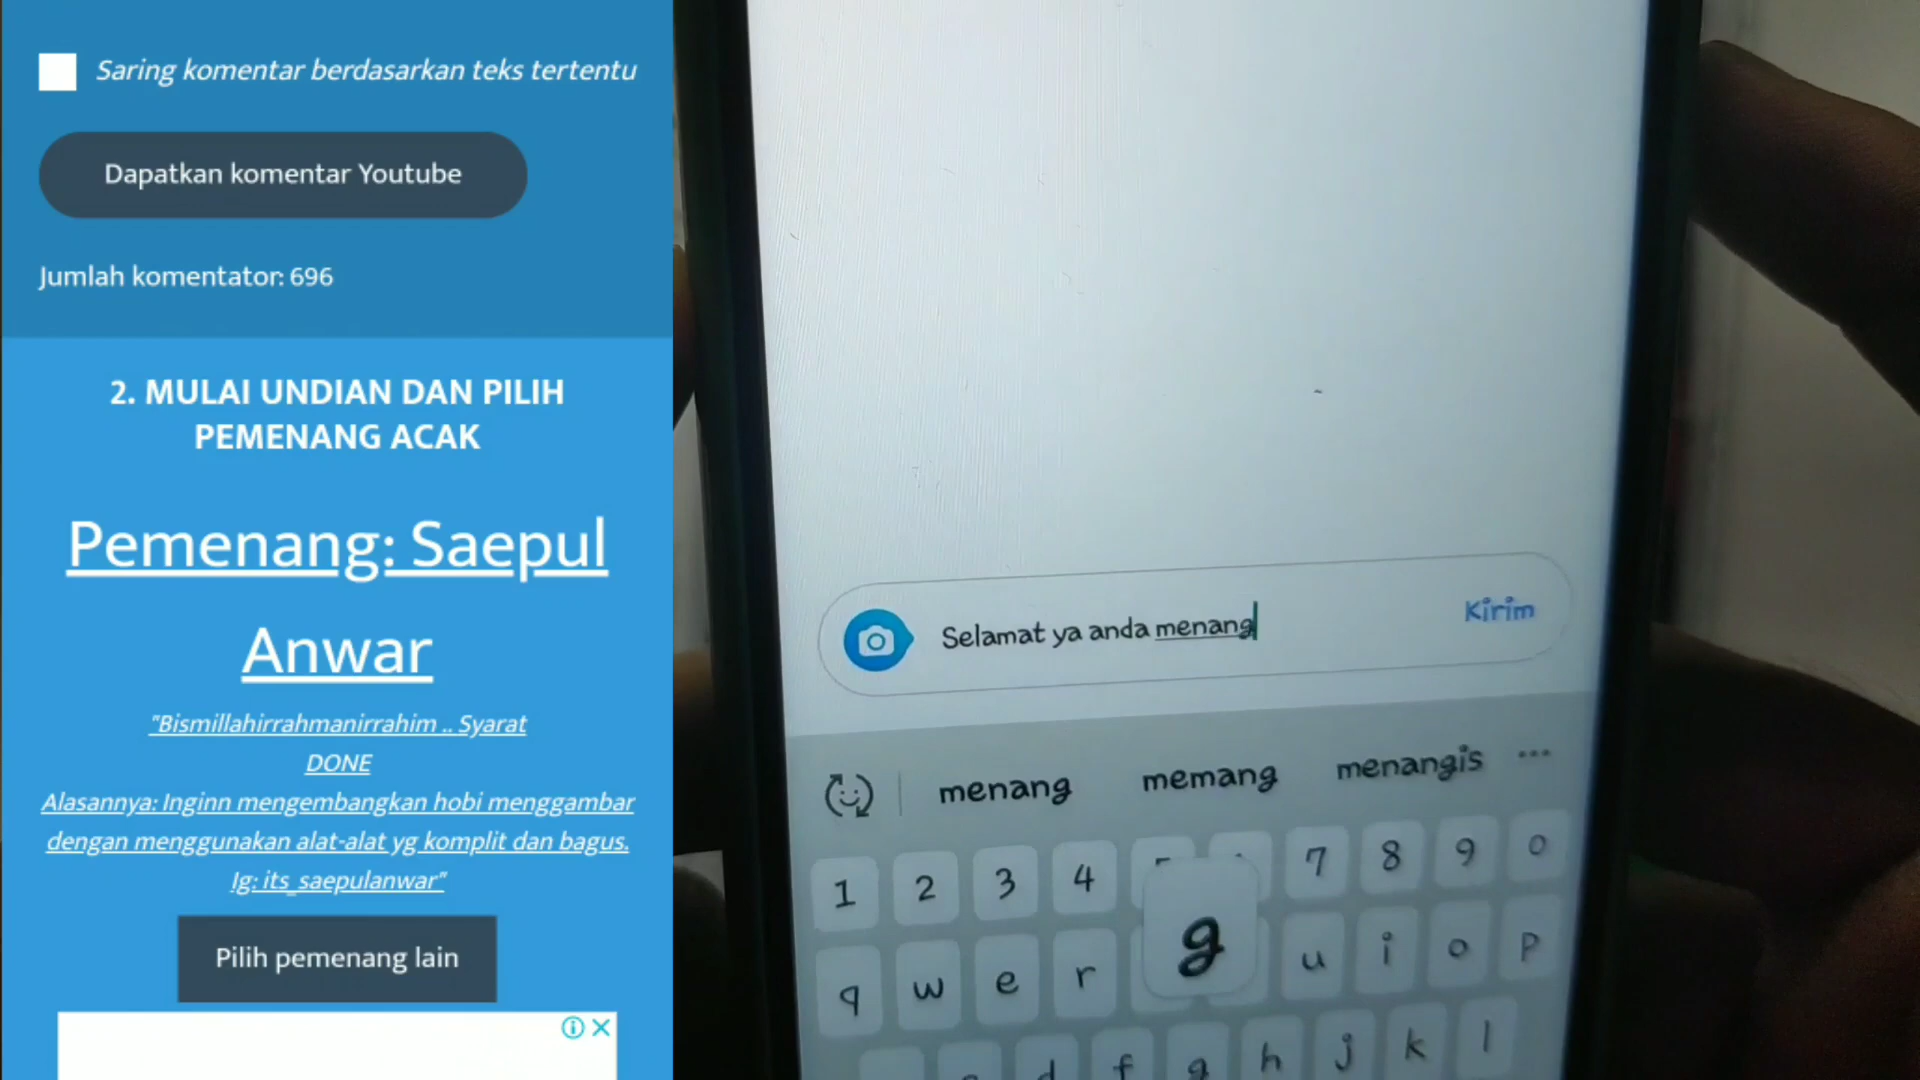 Saring komentar berdasarkan teks tertentu
Dapatkan komentar Youtube
Jumlah komentator: 696
2. MULAI UNDIAN DAN PILIH
PEMENANG ACAK
Pemenang: Saepul
Anwar
"Bismillahirrahmanirrahim .. Syarat
DONE
Alasannya: Inginn mengembangkan hobi menggambar
dengan menggunakan alat-alat yg komplit dan bagus.
Ig: its_saepulanwar"
Pilih pemenang lain
Selamat ya anda menang
Kirim
menang memang menangis ...
1 2 3 4 7 8 9 0
g
q w e r u i o p
d f g h j k l